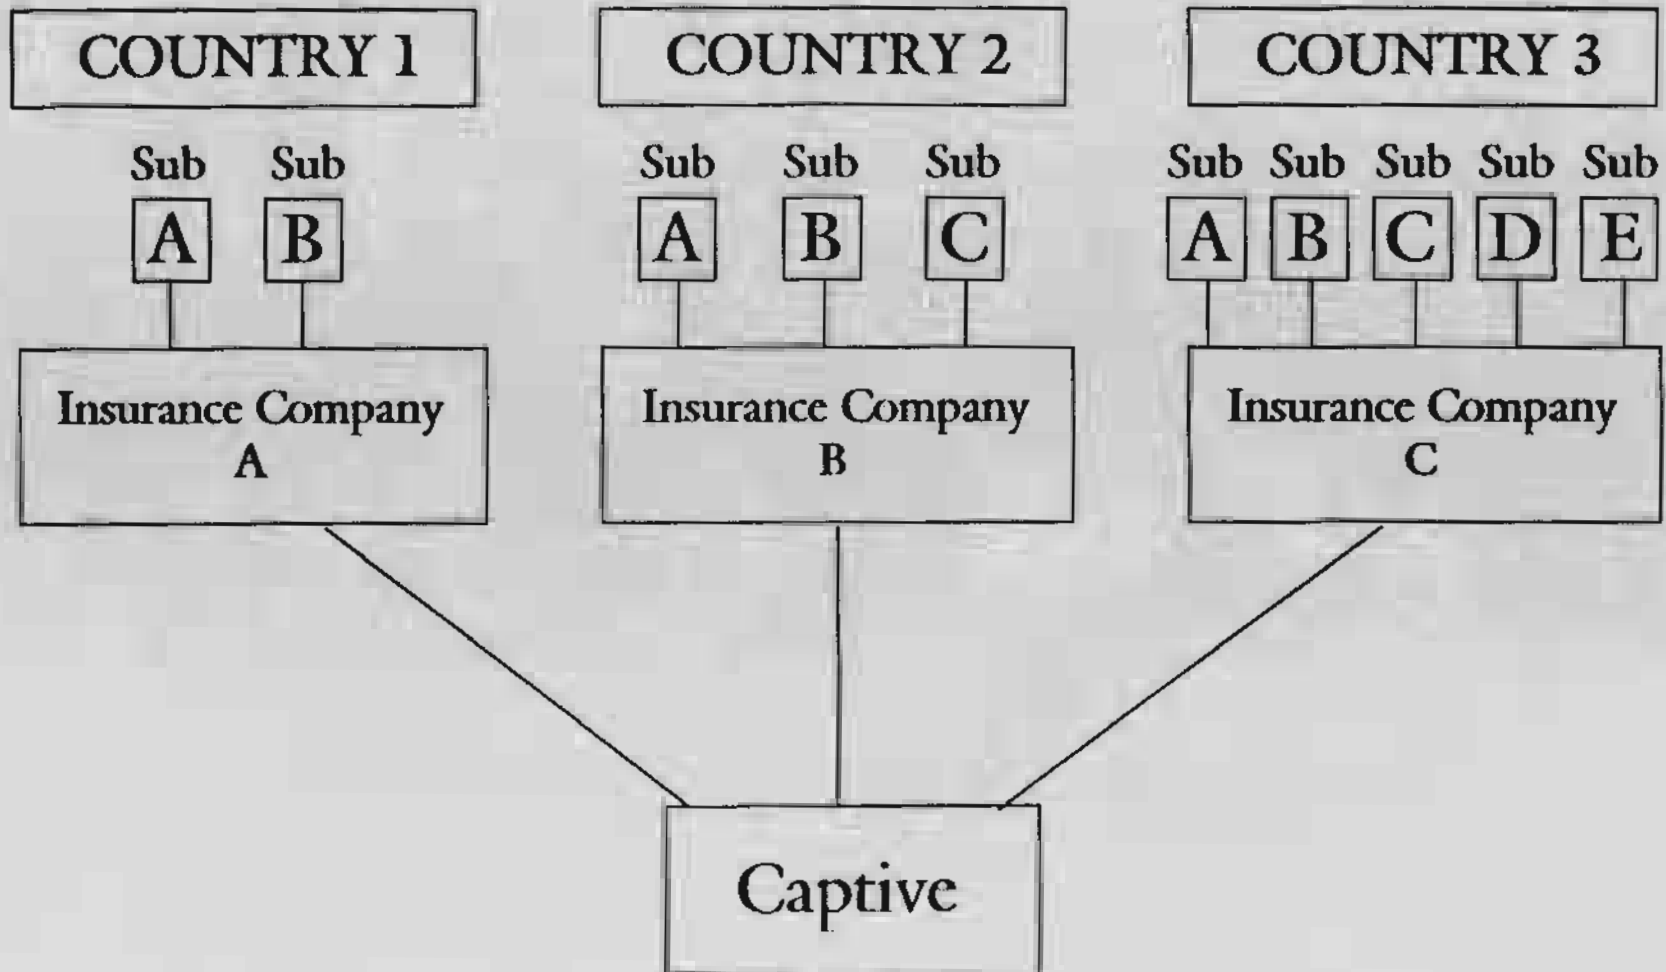 COUNTRY 1 COUNTRY 2 COUNTRY 3
Sub Sub Sub Sub Sub Sub Sub Sub Sub Sub
A B A B C A B C D E
Insurance Company Insurance Company Insurance Company
A B C
Captive